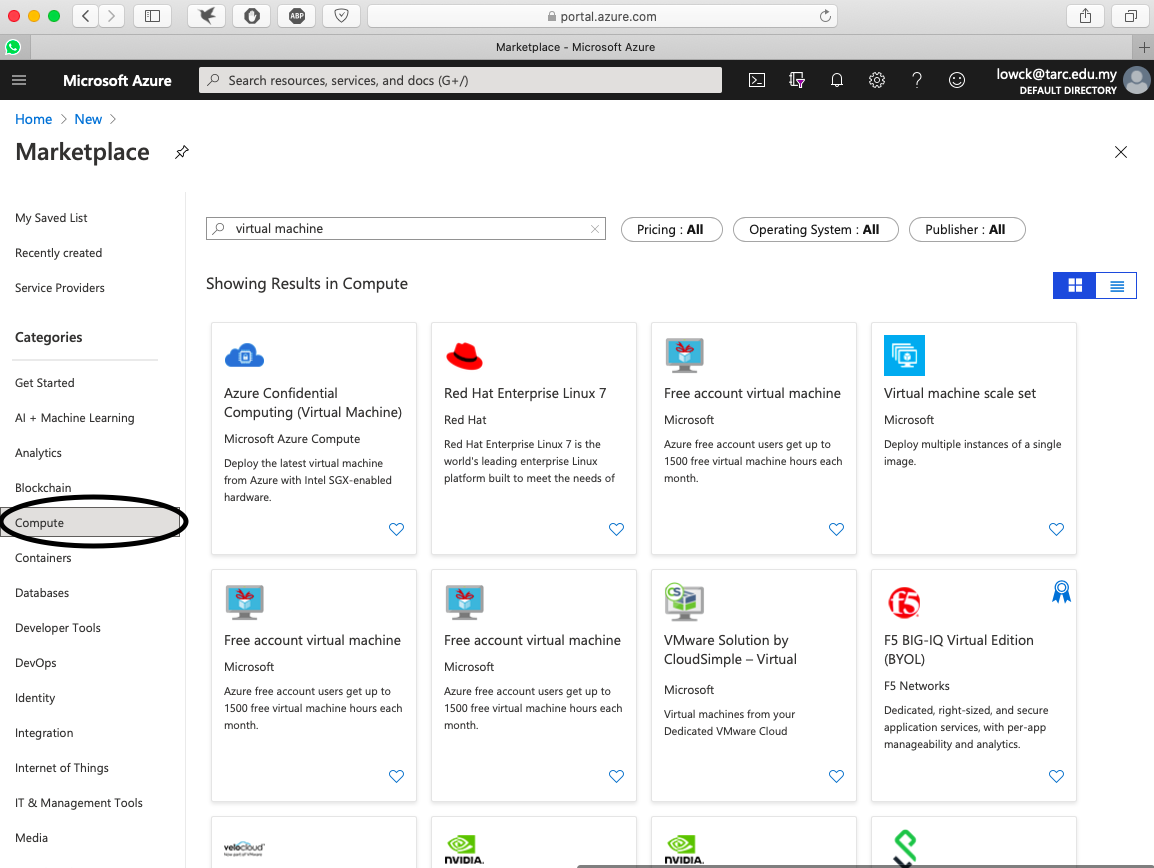 portal.azure.com
Marketplace - Microsoft Azure
Microsoft Azure
Search resources, services, and docs (G+/)
lowck@tarc.edu.my
DEFAULT DIRECTORY
Home > New >
Marketplace
My Saved List
Recently created
Service Providers
Categories
Get Started
AI + Machine Learning
Analytics
Blockchain
Compute
Containers
Databases
Developer Tools
DevOps
Identity
Integration
Internet of Things
IT & Management Tools
Media
virtual machine
Pricing : All
Operating System : All
Publisher : All
Showing Results in Compute
Azure Confidential
Computing (Virtual Machine)
Microsoft Azure Compute
Deploy the latest virtual machine
from Azure with Intel SGX-enabled
hardware.
Red Hat Enterprise Linux 7
Red Hat
Red Hat Enterprise Linux 7 is the
world's leading enterprise Linux
platform built to meet the needs of
Free account virtual machine
Microsoft
Azure free account users get up to
1500 free virtual machine hours each
month.
Virtual machine scale set
Microsoft
Deploy multiple instances of a single
image.
Free account virtual machine
Microsoft
Azure free account users get up to
1500 free virtual machine hours each
month.
Free account virtual machine
Microsoft
Azure free account users get up to
1500 free virtual machine hours each
month.
CS
VMware Solution by
CloudSimple – Virtual
Microsoft
Virtual machines from your
Dedicated VMware Cloud
f5
F5 BIG-IQ Virtual Edition
(BYOL)
F5 Networks
Dedicated, right-sized, and secure
application services, with per-app
manageability and analytics.
velocloud
Now part of VMware
NVIDIA.
NVIDIA.
ABP